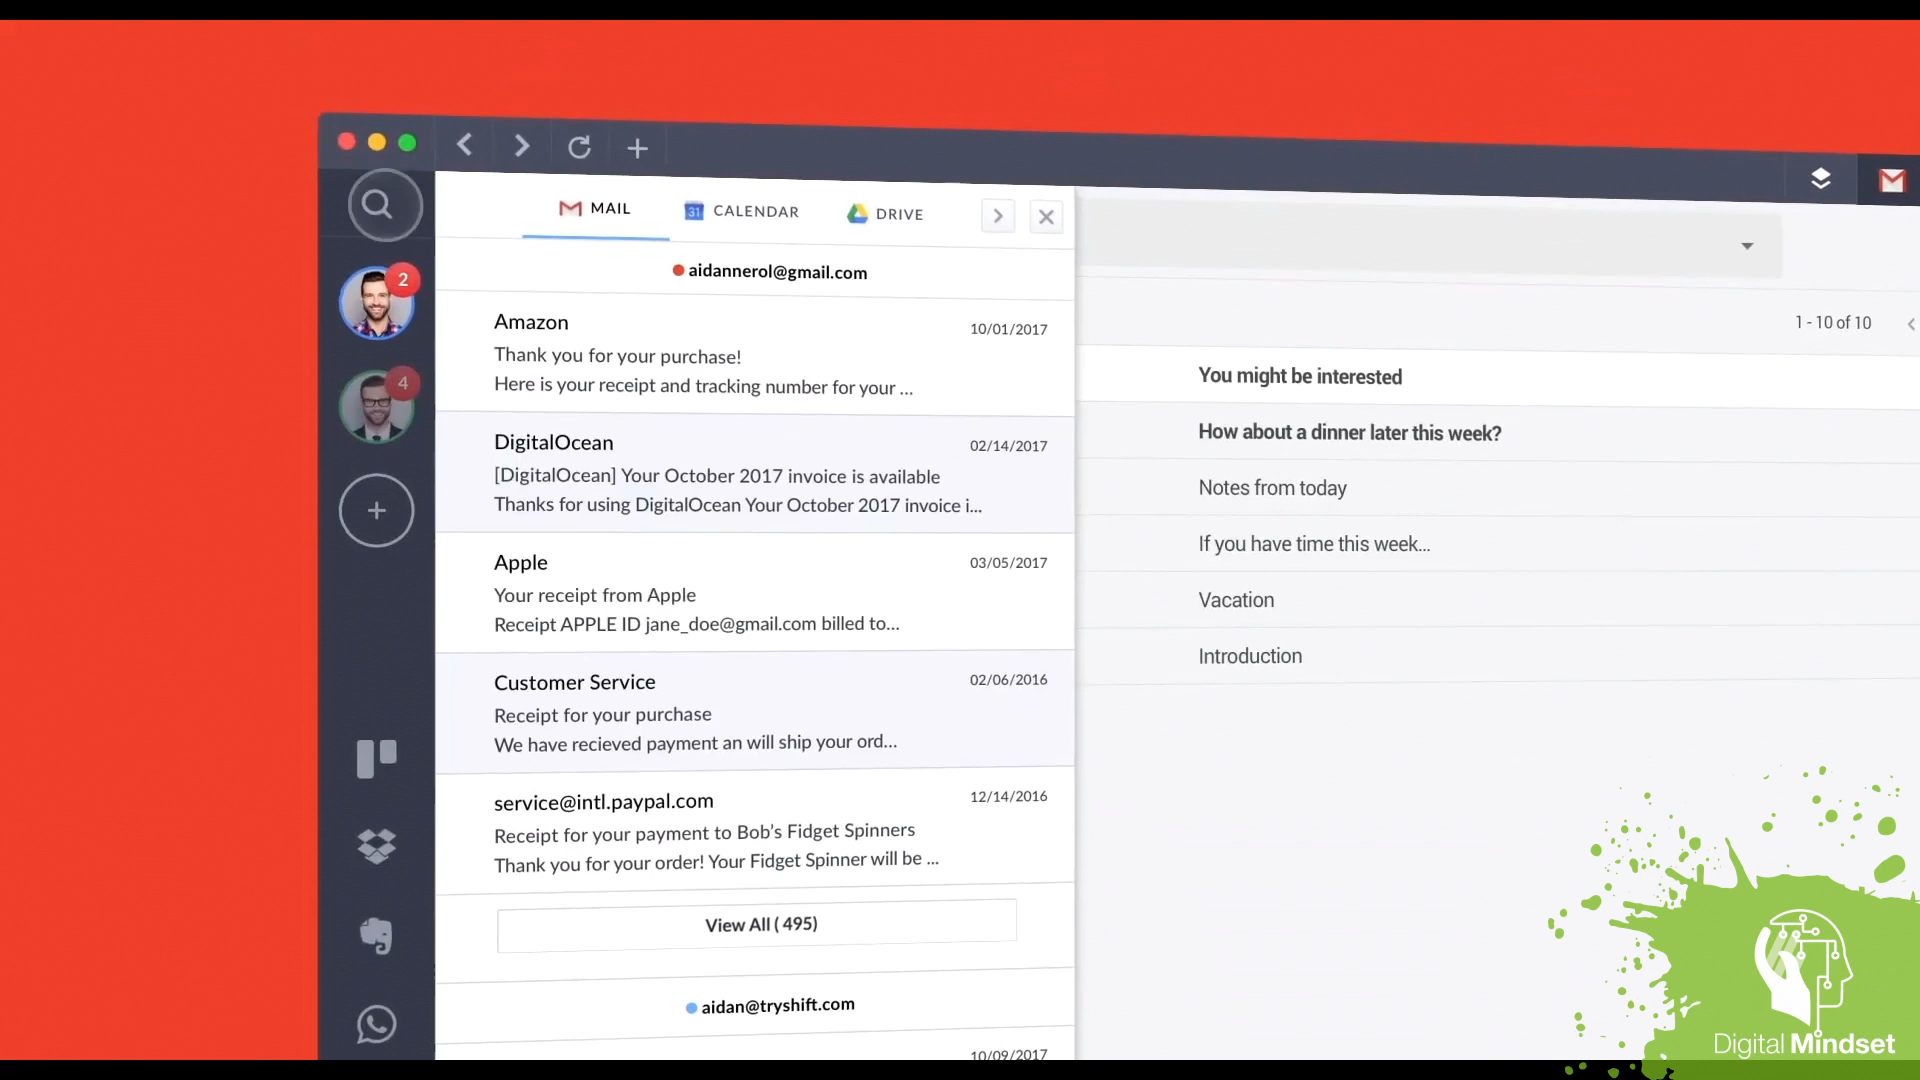 MAIL
31
CALENDAR
DRIVE
2
4
aidannerol@gmail.com
Amazon
10/01/2017
Thank you for your purchase!
Here is your receipt and tracking number for your ...
DigitalOcean
02/14/2017
[DigitalOcean] Your October 2017 invoice is available
Thanks for using DigitalOcean Your October 2017 invoice i...
Apple
03/05/2017
Your receipt from Apple
Receipt APPLE ID jane_doe@gmail.com billed to...
Customer Service
02/06/2016
Receipt for your purchase
We have recieved payment an will ship your ord...
service@intl.paypal.com
12/14/2016
Receipt for your payment to Bob's Fidget Spinners
Thank you for your order! Your Fidget Spinner will be ...
View All ( 495)
aidan@tryshift.com
10/09/2017
1 - 10 of 10
You might be interested
How about a dinner later this week?
Notes from today
If you have time this week...
Vacation
Introduction
Digital Mindset